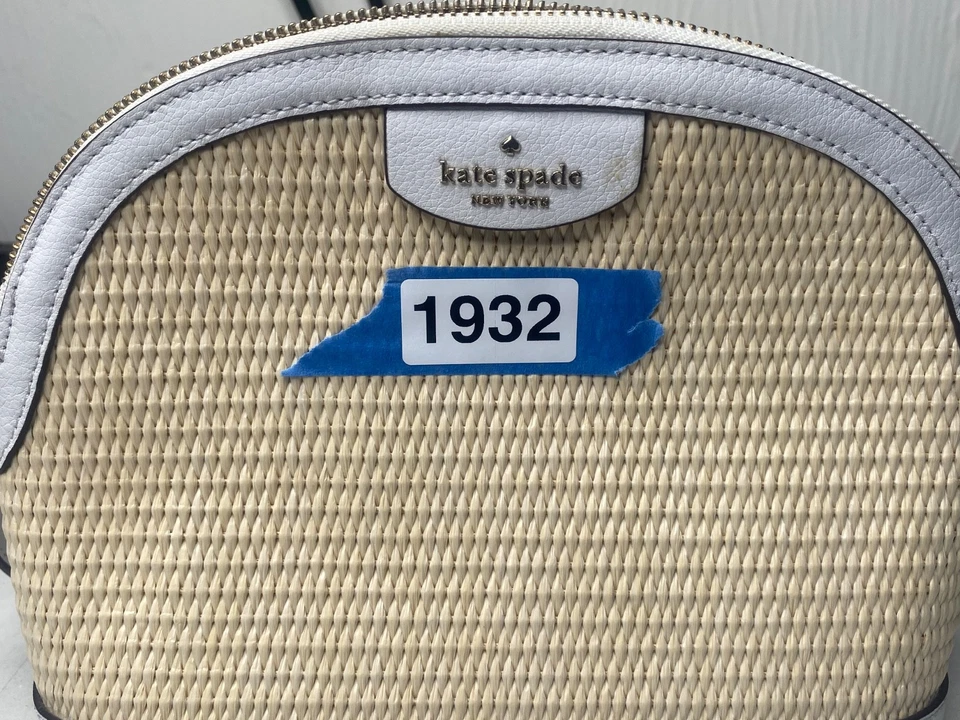 kate spade
NEW YORK
1932